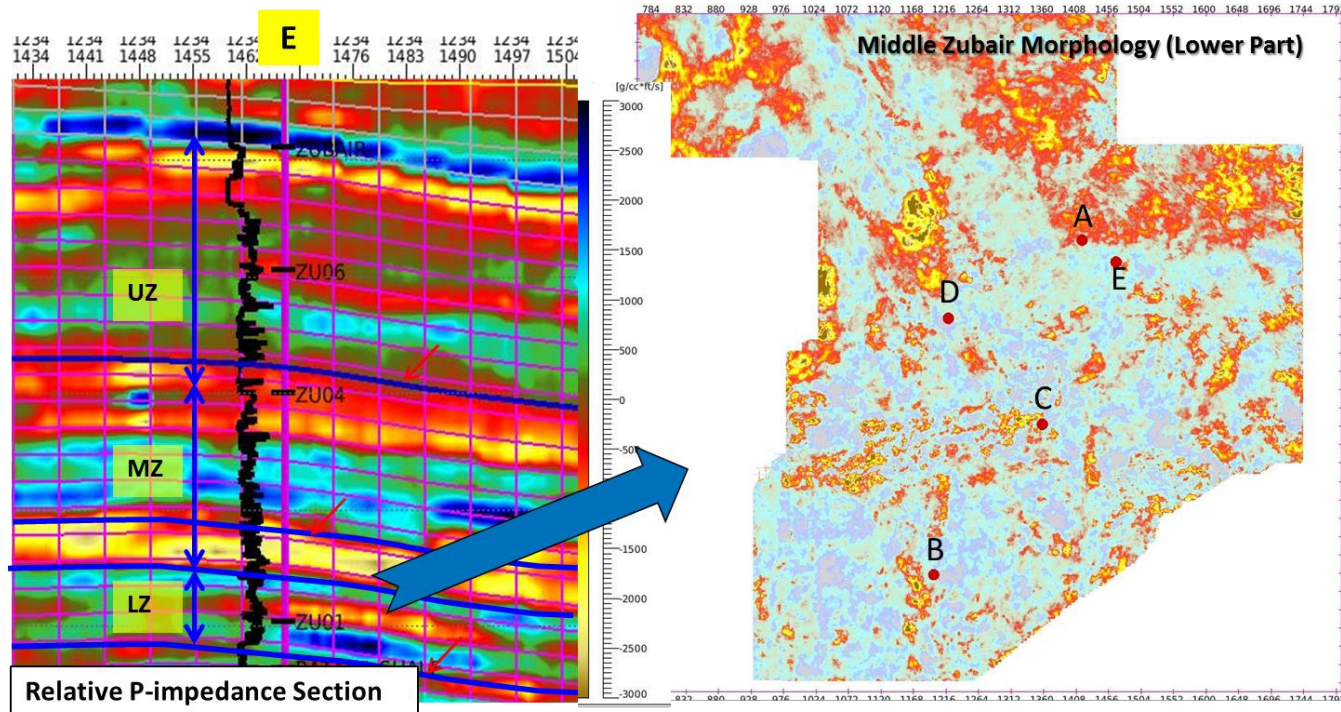 E
1234 1234 1234 1234 1234 1234 1234 1234 1234 1234
1434 1441 1448 1455 1462 1476 1483 1490 1497 1504
ZUBAIR
ZU06
UZ
ZU04
MZ
LZ
ZU01
Relative P-impedance Section
[g/cc*ft/s]
3000
2500
2000
1500
1000
500
0
-1500
-2000
-2500
-3000
784 832 880 928 976 1024 1072 1120 1168 1216 1264 1312 1360 1408 1456 1504 1552 1600 1648 1696 1744 1792
Middle Zubair Morphology (Lower Part)
A
E
D
C
B
832 880 928 976 1024 1072 1120 1168 1216 1264 1312 1360 1408 1456 1504 1552 1600 1648 1696 1744